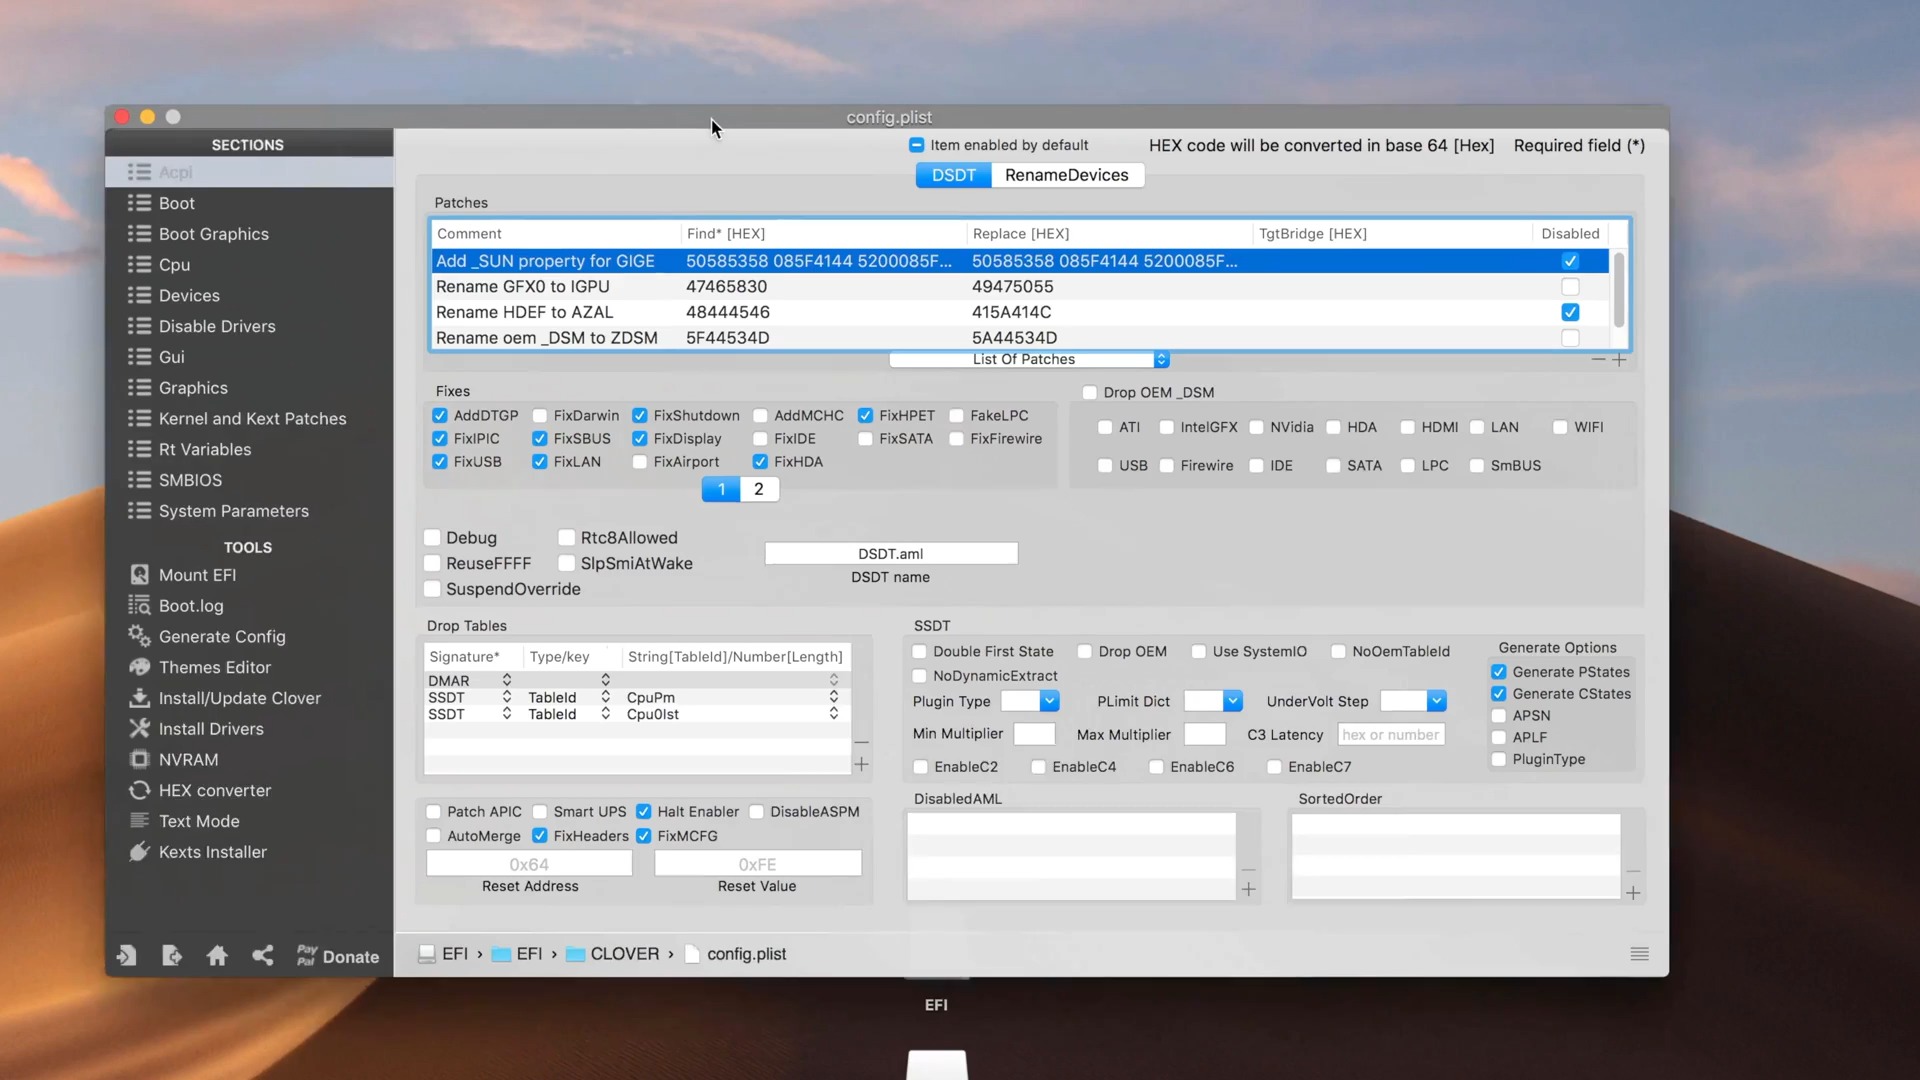 config.plist
SECTIONS
Acpi
Boot
Boot Graphics
Cpu
Devices
Disable Drivers
Gui
Graphics
Kernel and Kext Patches
Rt Variables
SMBIOS
System Parameters
TOOLS
Mount EFI
Boot.log
Generate Config
Themes Editor
Install/Update Clover
Install Drivers
NVRAM
HEX converter
Text Mode
Kexts Installer
PayPal Donate
Item enabled by default HEX code will be converted in base 64 [Hex] Required field (*)
DSDT RenameDevices
Patches
Comment Find* [HEX] Replace [HEX] TgtBridge [HEX] Disabled
Add _SUN property for GIGE 50585358 085F4144 5200085F... 50585358 085F4144 5200085F...
Rename GFX0 to IGPU 47465830 49475055
Rename HDEF to AZAL 48444546 415A414C
Rename oem _DSM to ZDSM 5F44534D 5A44534D
List Of Patches
Fixes
AddDTGP FixDarwin FixShutdown AddMCHC FixHPET FakeLPC
FixIPIC FixSBUS FixDisplay FixIDE FixSATA FixFirewire
FixUSB FixLAN FixAirport FixHDA
1 2
Drop OEM _DSM
ATI IntelGFX NVidia HDA HDMI LAN WIFI
USB Firewire IDE SATA LPC SmBUS
Debug Rtc8Allowed
ReuseFFFF SlpSmiAtWake
SuspendOverride
DSDT.aml
DSDT name
Drop Tables
Signature* Type/key String[TableId]/Number[Length]
DMAR
SSDT TableId CpuPm
SSDT TableId Cpu0Ist
SSDT
Double First State Drop OEM Use SystemIO NoOemTableId
NoDynamicExtract
Plugin Type PLimit Dict UnderVolt Step
Min Multiplier Max Multiplier C3 Latency hex or number
EnableC2 EnableC4 EnableC6 EnableC7
Generate Options
Generate PStates
Generate CStates
APSN
APLF
PluginType
Patch APIC Smart UPS Halt Enabler DisableASPM
AutoMerge FixHeaders FixMCFG
0x64 0xFE
Reset Address Reset Value
DisabledAML
SortedOrder
EFI › EFI › CLOVER › config.plist
EFI